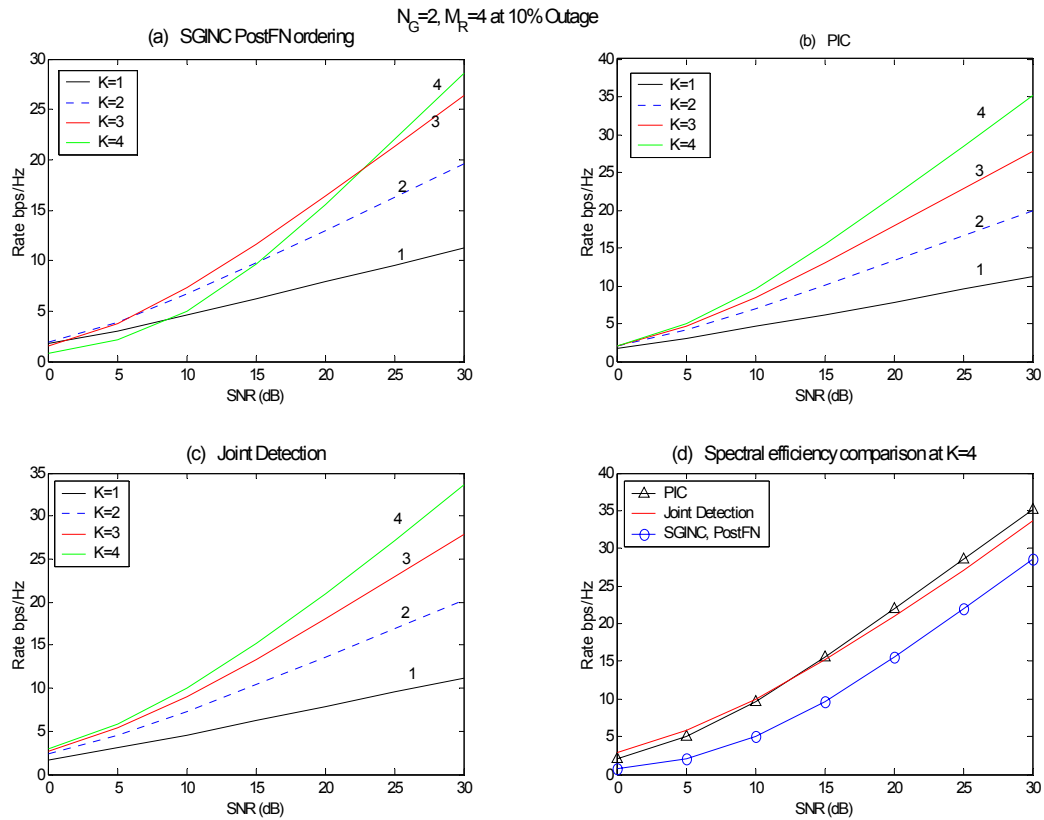 N_G=2, M_R=4 at 10% Outage
(a) SGINC PostFN ordering
30
25
20
15
10
5
0
Rate bps/Hz
K=1
K=2
K=3
K=4
4
3
2
1
0 5 10 15 20 25 30
SNR (dB)
(b) PIC
40
35
30
25
20
15
10
5
0
Rate bps/Hz
K=1
K=2
K=3
K=4
4
3
2
1
0 5 10 15 20 25 30
SNR (dB)
(c) Joint Detection
35
30
25
20
15
10
5
0
Rate bps/Hz
K=1
K=2
K=3
K=4
4
3
2
1
0 5 10 15 20 25 30
SNR (dB)
(d) Spectral efficiency comparison at K=4
40
35
30
25
20
15
10
5
0
Rate bps/Hz
PIC
Joint Detection
SGINC, PostFN
0 5 10 15 20 25 30
SNR (dB)